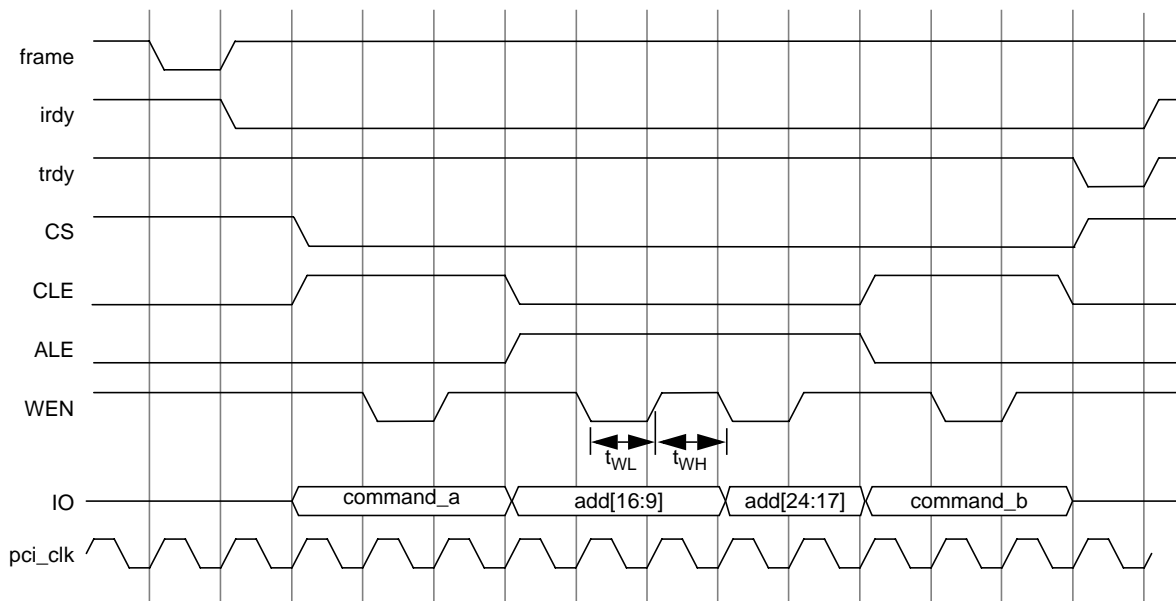 frame
irdy
trdy
CS
CLE
ALE
WEN
tWL tWH
IO command_a add[16:9] add[24:17] command_b
pci_clk